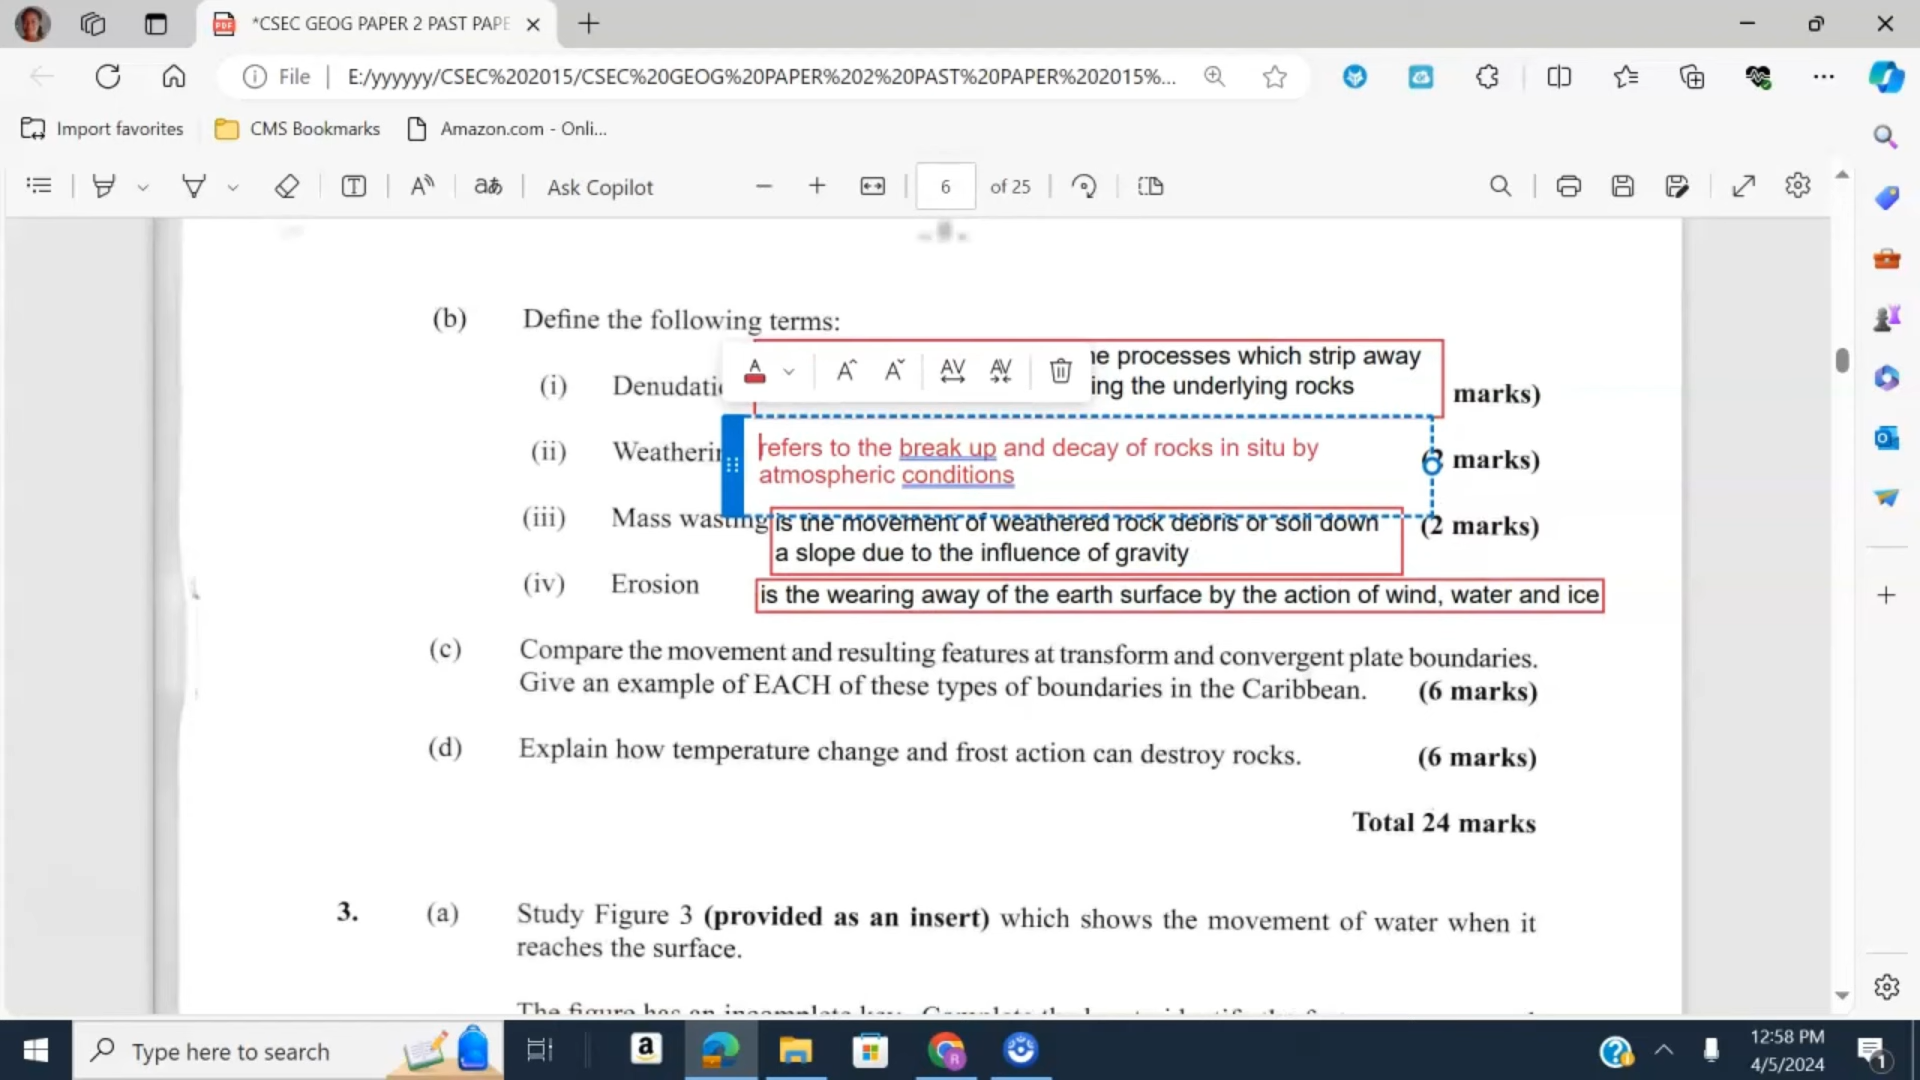 *CSEC GEOG PAPER 2 PAST PAPE
File
E:/yyyyyy/CSEC%202015/CSEC%20GEOG%20PAPER%202%20PAST%20PAPER%202015%...
Import favorites
CMS Bookmarks
Amazon.com - Onli...
Ask Copilot
6
of 25
(b) Define the following terms:
he processes which strip away
(i) Denudatio
ing the underlying rocks
marks)
(ii) Weatherin
refers to the break up and decay of rocks in situ by
marks)
atmospheric conditions
(iii) Mass wasting
is the movement of weathered rock debris or soil down
(2 marks)
a slope due to the influence of gravity
(iv) Erosion
is the wearing away of the earth surface by the action of wind, water and ice
(c) Compare the movement and resulting features at transform and convergent plate boundaries.
Give an example of EACH of these types of boundaries in the Caribbean. (6 marks)
(d) Explain how temperature change and frost action can destroy rocks. (6 marks)
Total 24 marks
3. (a) Study Figure 3 (provided as an insert) which shows the movement of water when it
reaches the surface.
Type here to search
12:58 PM
4/5/2024
1